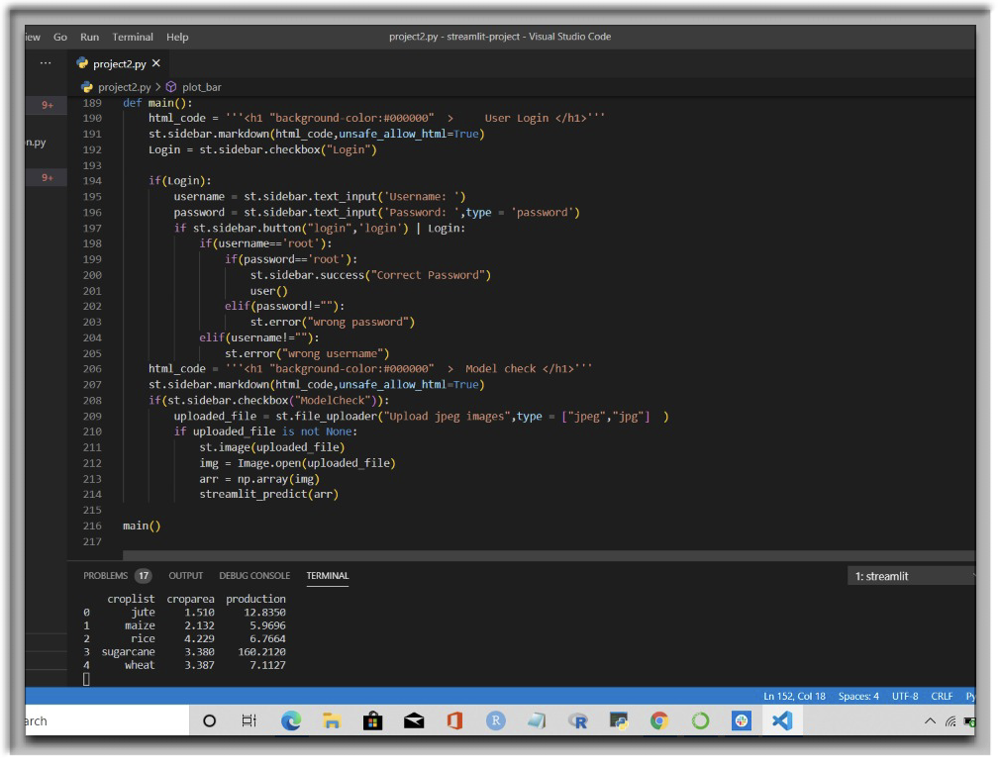 iew Go Run Terminal Help project2.py - streamlit-project - Visual Studio Code
··· project2.py ✕
project2.py > plot_bar
9+
n.py
9+
189 def main():
190 html_code = '''<h1 "background-color:#000000"  >     User Login </h1>'''
191 st.sidebar.markdown(html_code,unsafe_allow_html=True)
192 Login = st.sidebar.checkbox("Login")
193
194 if(Login):
195 username = st.sidebar.text_input('Username: ')
196 password = st.sidebar.text_input('Password: ',type = 'password')
197 if st.sidebar.button("login",'login') | Login:
198 if(username=='root'):
199 if(password=='root'):
200 st.sidebar.success("Correct Password")
201 user()
202 elif(password!=""):
203 st.error("wrong password")
204 elif(username!=""):
205 st.error("wrong username")
206 html_code = '''<h1 "background-color:#000000"  >  Model check </h1>'''
207 st.sidebar.markdown(html_code,unsafe_allow_html=True)
208 if(st.sidebar.checkbox("ModelCheck")):
209 uploaded_file = st.file_uploader("Upload jpeg images",type = ["jpeg","jpg"]  )
210 if uploaded_file is not None:
211 st.image(uploaded_file)
212 img = Image.open(uploaded_file)
213 arr = np.array(img)
214 streamlit_predict(arr)
215
216 main()
217
PROBLEMS 17 OUTPUT DEBUG CONSOLE TERMINAL 1: streamlit
croplist croparea production
0 jute 1.510 12.8350
1 maize 2.132 5.9696
2 rice 4.229 6.7664
3 sugarcane 3.380 160.2120
4 wheat 3.387 7.1127
Ln 152, Col 18 Spaces: 4 UTF-8 CRLF Py
arch